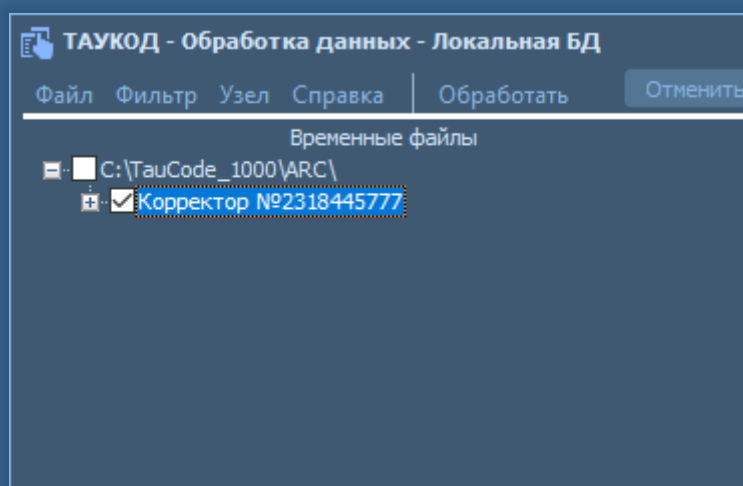 ТАУКОД - Обработка данных - Локальная БД
Файл Фильтр Узел Справка Обработать Отменить
Временные файлы
C:\TauCode_1000\ARC\
Корректор №2318445777